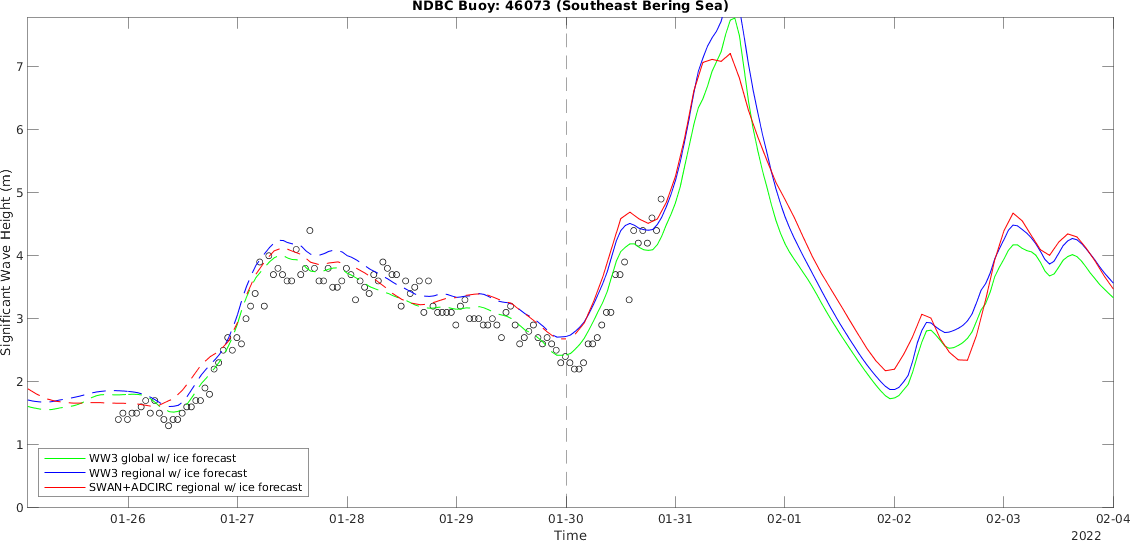 NDBC Buoy: 46073 (Southeast Bering Sea)
Significant Wave Height (m)
7
6
5
4
3
2
1
0
WW3 global w/ ice forecast
WW3 regional w/ ice forecast
SWAN+ADCIRC regional w/ ice forecast
01-26 01-27 01-28 01-29 01-30 01-31 02-01 02-02 02-03 02-04
Time
2022